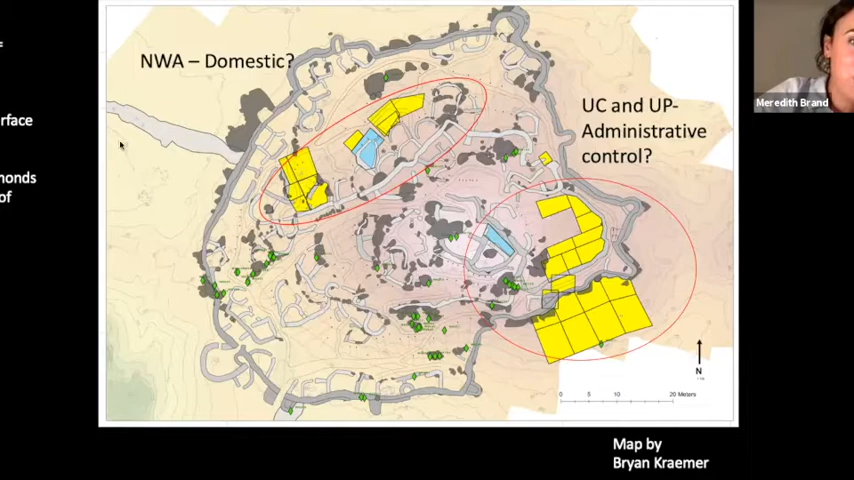 rface
monds
of
NWA – Domestic?
UC and UP-
Administrative
control?
N
0 5 10 20 Meters
Map by
Bryan Kraemer
Meredith Brand